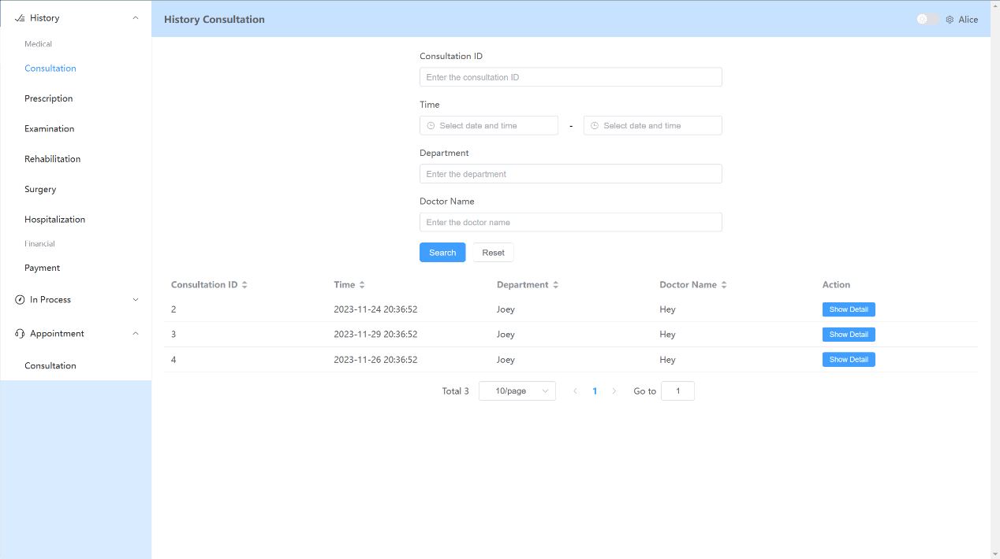 History
Medical
Consultation
Prescription
Examination
Rehabilitation
Surgery
Hospitalization
Financial
Payment
In Process
Appointment
Consultation
History Consultation
Alice
Consultation ID
Enter the consultation ID
Time
Select date and time - Select date and time
Department
Enter the department
Doctor Name
Enter the doctor name
Search Reset
Consultation ID Time Department Doctor Name Action
2 2023-11-24 20:36:52 Joey Hey Show Detail
3 2023-11-29 20:36:52 Joey Hey Show Detail
4 2023-11-26 20:36:52 Joey Hey Show Detail
Total 3 10/page 1 Go to 1